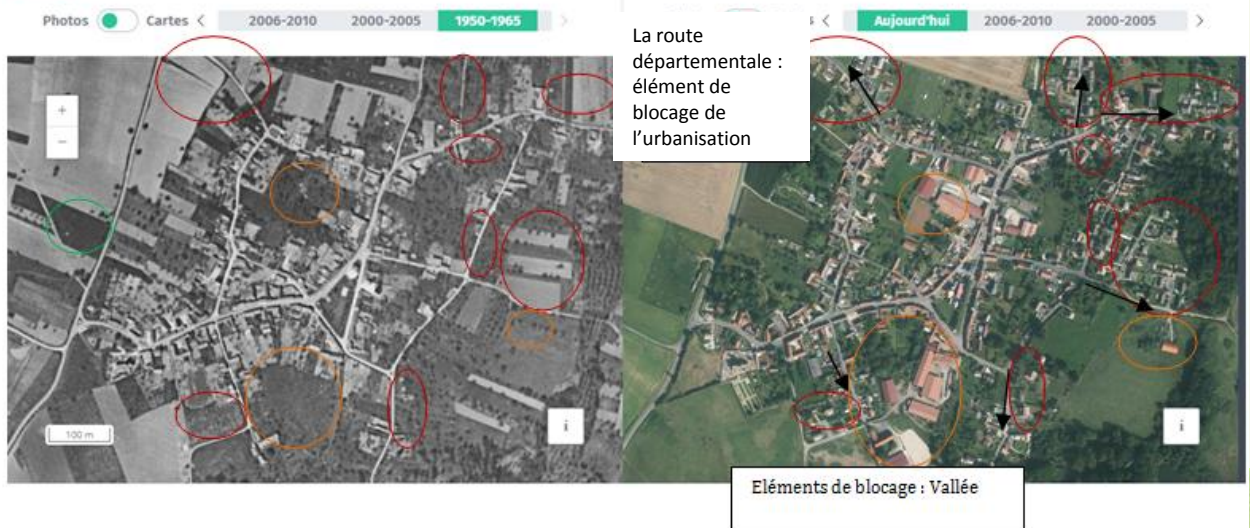 Photos Cartes < 2006-2010 2000-2005 1950-1965 >
< Aujourd'hui 2006-2010 2000-2005 >
La route
départementale :
élément de
blocage de
l'urbanisation
+
−
100 m
i
i
Eléments de blocage : Vallée